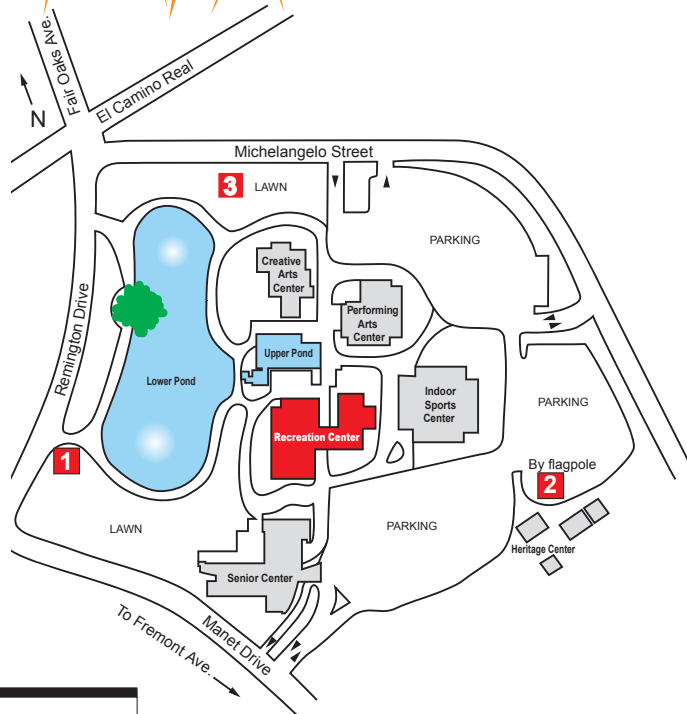 Fair Oaks Ave.
El Camino Real
N
Michelangelo Street
3
LAWN
PARKING
Creative
Arts
Center
Performing
Arts
Center
Remington Drive
Upper Pond
Lower Pond
Indoor
Sports
Center
PARKING
Recreation Center
1
By flagpole
2
LAWN
PARKING
Heritage Center
Senior Center
To Fremont Ave.
Manet Drive